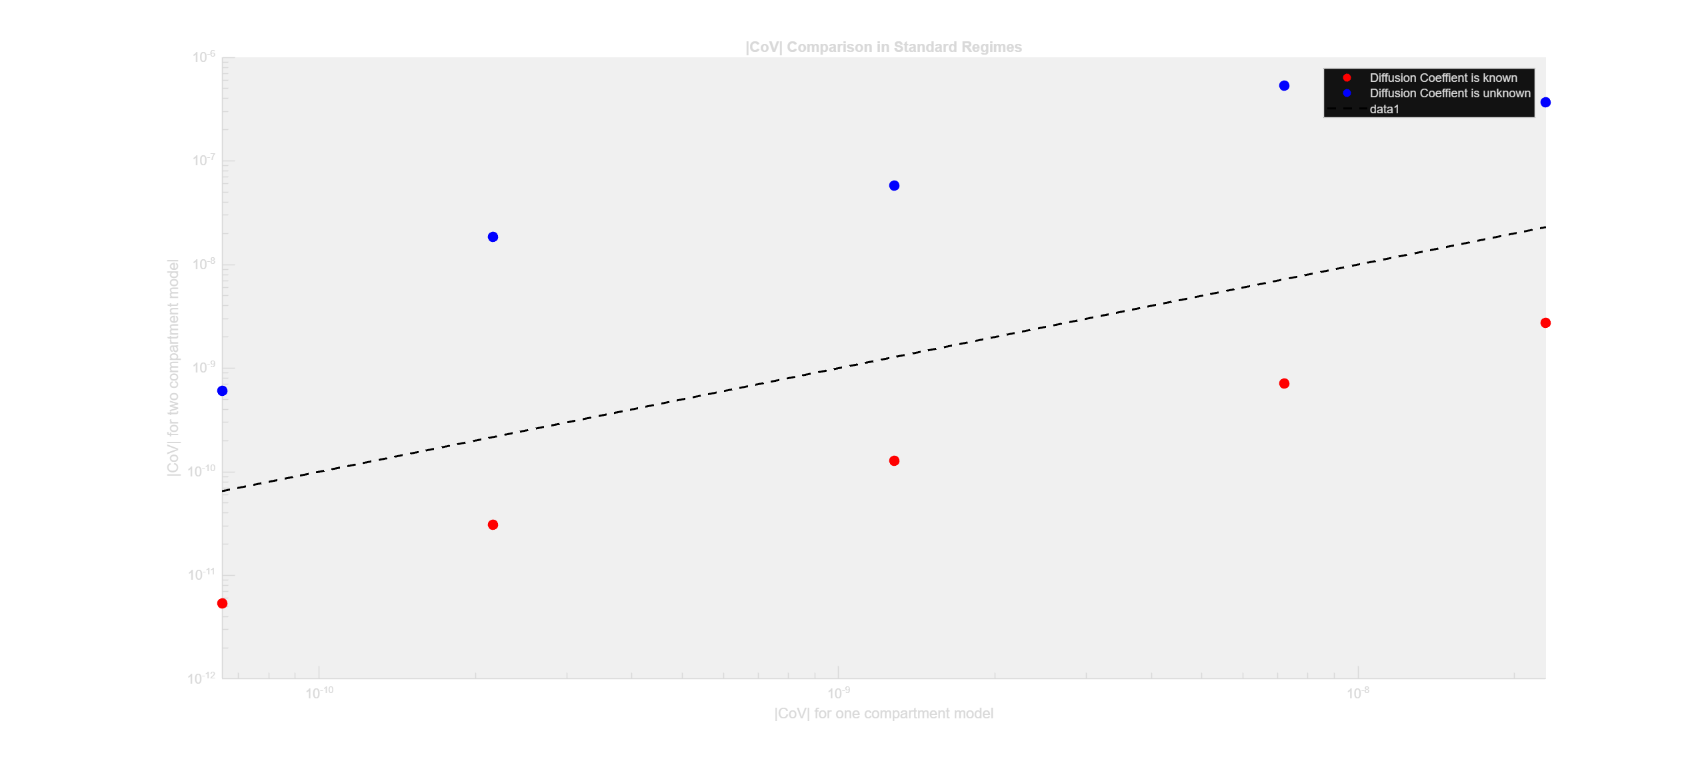 |CoV| Comparison in Standard Regimes
Diffusion Coeffient is known
Diffusion Coeffient is unknown
data1
10⁻⁶
10⁻⁷
10⁻⁸
10⁻⁹
10⁻¹⁰
10⁻¹¹
10⁻¹²
|CoV| for two compartment model
10⁻¹⁰
10⁻⁹
10⁻⁸
|CoV| for one compartment model